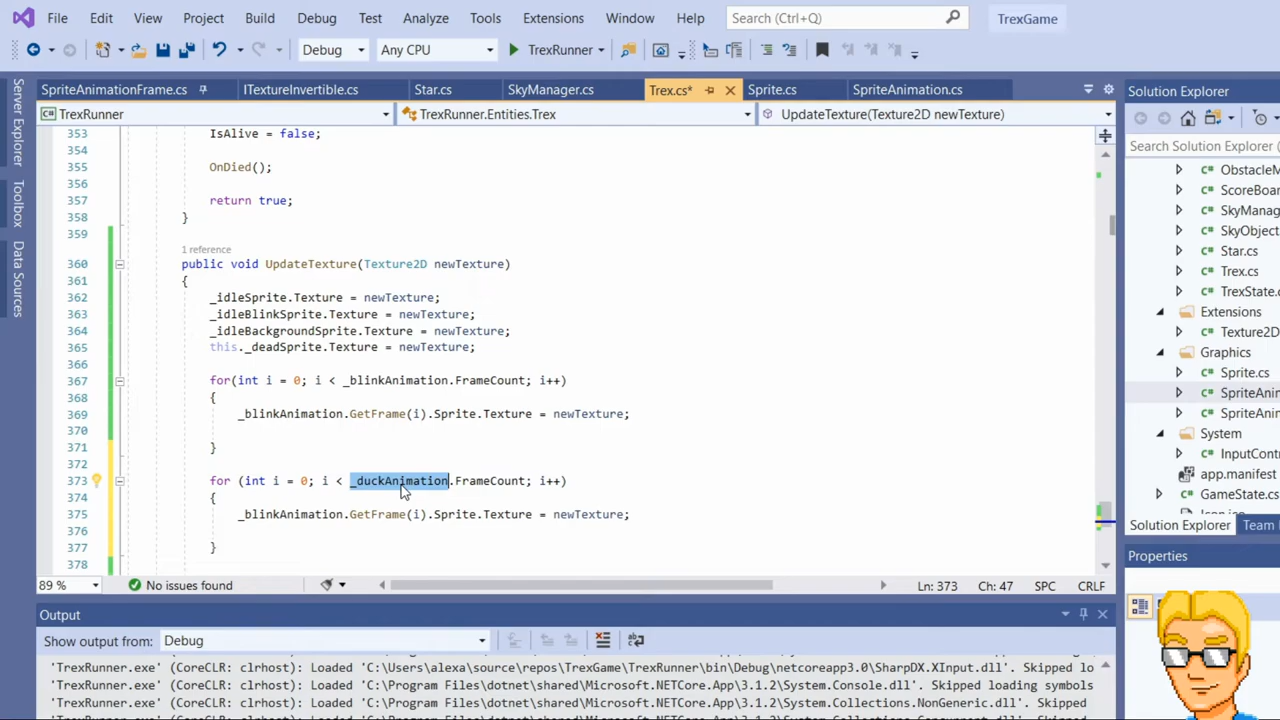 File Edit View Project Build Debug Test Analyze Tools Extensions Window Help Search (Ctrl+Q) TrexGame
Debug Any CPU TrexRunner
SpriteAnimationFrame.cs ITextureInvertible.cs Star.cs SkyManager.cs Trex.cs* Sprite.cs SpriteAnimation.cs
TrexRunner TrexRunner.Entities.Trex UpdateTexture(Texture2D newTexture)
Server Explorer
Toolbox
Data Sources
353 IsAlive = false;
354
355 OnDied();
356
357 return true;
358 }
359
1 reference
360 public void UpdateTexture(Texture2D newTexture)
361 {
362 _idleSprite.Texture = newTexture;
363 _idleBlinkSprite.Texture = newTexture;
364 _idleBackgroundSprite.Texture = newTexture;
365 this._deadSprite.Texture = newTexture;
366
367 for(int i = 0; i < _blinkAnimation.FrameCount; i++)
368 {
369 _blinkAnimation.GetFrame(i).Sprite.Texture = newTexture;
370
371 }
372
373 for (int i = 0; i < _duckAnimation.FrameCount; i++)
374 {
375 _blinkAnimation.GetFrame(i).Sprite.Texture = newTexture;
376
377 }
378
89 % No issues found Ln: 373 Ch: 47 SPC CRLF
Solution Explorer
Search Solution Explorer (
C# ObstacleM
C# ScoreBoar
C# SkyManag
C# SkyObject
C# Star.cs
C# Trex.cs
C# TrexState.c
Extensions
C# Texture2D
Graphics
C# Sprite.cs
C# SpriteAnin
C# SpriteAnin
System
C# InputContr
app.manifest
C# GameState.cs
Solution Explorer Team
Properties
Output
Show output from: Debug
'TrexRunner.exe' (CoreCLR: clrhost): Loaded 'C:\Users\alexa\source\repos\TrexGame\TrexRunner\bin\Debug\netcoreapp3.0\SharpDX.XInput.dll'. Skipped lo
'TrexRunner.exe' (CoreCLR: clrhost): Loaded 'C:\Program Files\dotnet\shared\Microsoft.NETCore.App\3.1.2\System.Console.dll'. Skipped loading symbols
'TrexRunner.exe' (CoreCLR: clrhost): Loaded 'C:\Program Files\dotnet\shared\Microsoft.NETCore.App\3.1.2\System.Collections.NonGeneric.dll'. Skipped